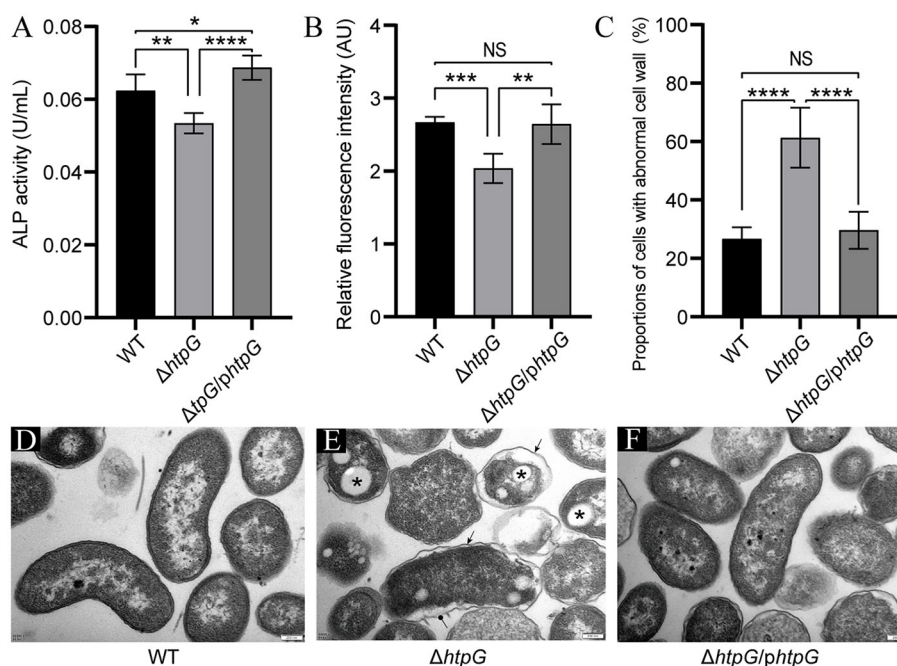 A
ALP activity (U/mL)
0.08
0.06
0.04
0.02
0.00
*
**
****
WT
ΔhtpG
ΔtpG/phtpG
B
Relative fluorescence intensity (AU)
4
3
2
1
0
NS
***
**
WT
ΔhtpG
ΔhtpG/phtpG
C
Proportions of cells with abnormal cell wall (%)
100
80
60
40
20
0
NS
****
****
WT
ΔhtpG
ΔhtpG/phtpG
D
E
*
*
*
F
WT
ΔhtpG
ΔhtpG/phtpG